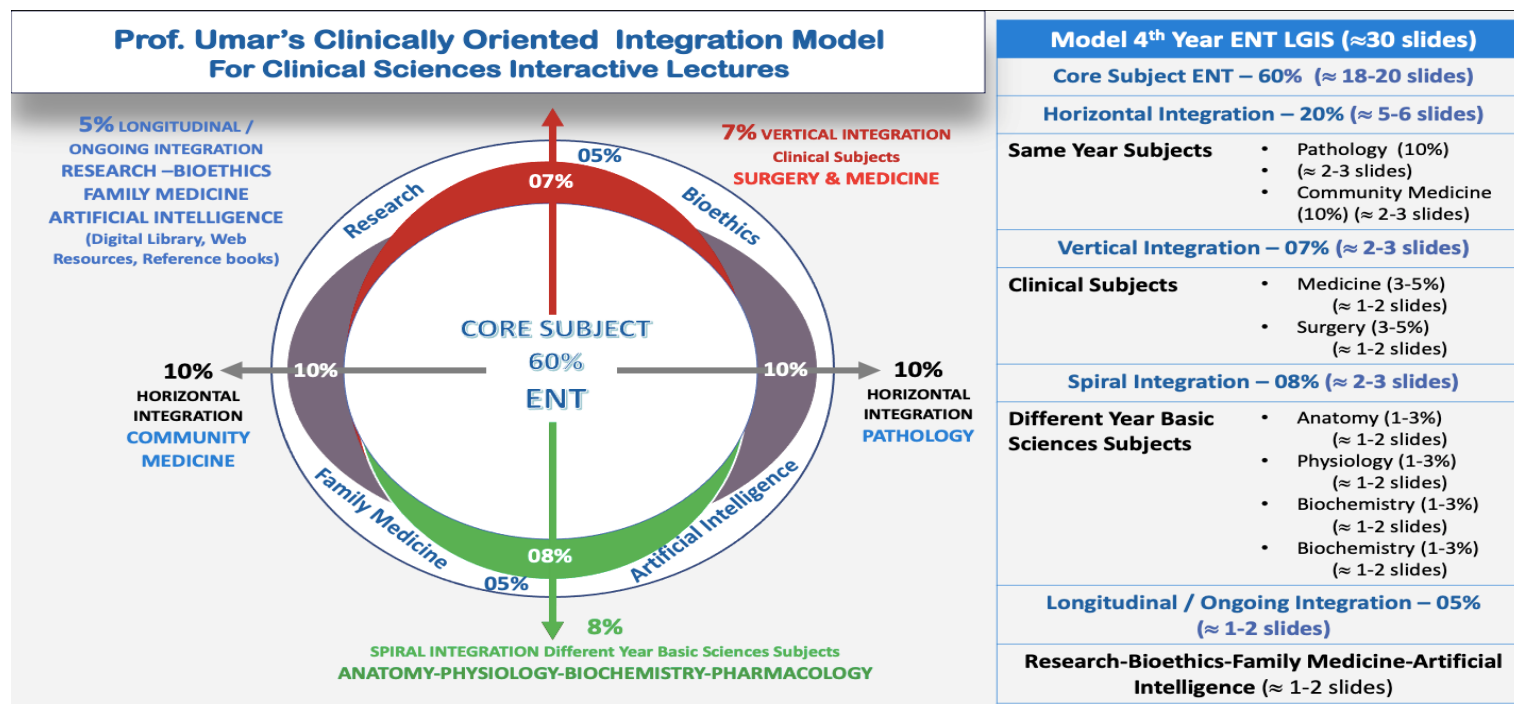 Prof. Umar's Clinically Oriented  Integration Model
For Clinical Sciences Interactive Lectures
5% LONGITUDINAL /
ONGOING INTEGRATION
RESEARCH –BIOETHICS
FAMILY MEDICINE
ARTIFICIAL INTELLIGENCE
(Digital Library, Web
Resources, Reference books)
7% VERTICAL INTEGRATION
Clinical Subjects
SURGERY & MEDICINE
05%
07%
Research
Bioethics
CORE SUBJECT
60%
ENT
10%
HORIZONTAL
INTEGRATION
COMMUNITY
MEDICINE
10%
10%
10%
HORIZONTAL
INTEGRATION
PATHOLOGY
Family Medicine
Artificial Intelligence
08%
05%
8%
SPIRAL INTEGRATION Different Year Basic Sciences Subjects
ANATOMY-PHYSIOLOGY-BIOCHEMISTRY-PHARMACOLOGY
Model 4th Year ENT LGIS (≈30 slides)
Core Subject ENT – 60%  (≈ 18-20 slides)
Horizontal Integration – 20% (≈ 5-6 slides)
Same Year Subjects
• Pathology  (10%)
• (≈ 2-3 slides)
• Community Medicine
(10%) (≈ 2-3 slides)
Vertical Integration – 07% (≈ 2-3 slides)
Clinical Subjects
• Medicine (3-5%)
(≈ 1-2 slides)
• Surgery (3-5%)
(≈ 1-2 slides)
Spiral Integration – 08% (≈ 2-3 slides)
Different Year Basic
Sciences Subjects
• Anatomy (1-3%)
(≈ 1-2 slides)
• Physiology (1-3%)
(≈ 1-2 slides)
• Biochemistry (1-3%)
(≈ 1-2 slides)
• Biochemistry (1-3%)
(≈ 1-2 slides)
Longitudinal / Ongoing Integration – 05%
(≈ 1-2 slides)
Research-Bioethics-Family Medicine-Artificial
Intelligence (≈ 1-2 slides)